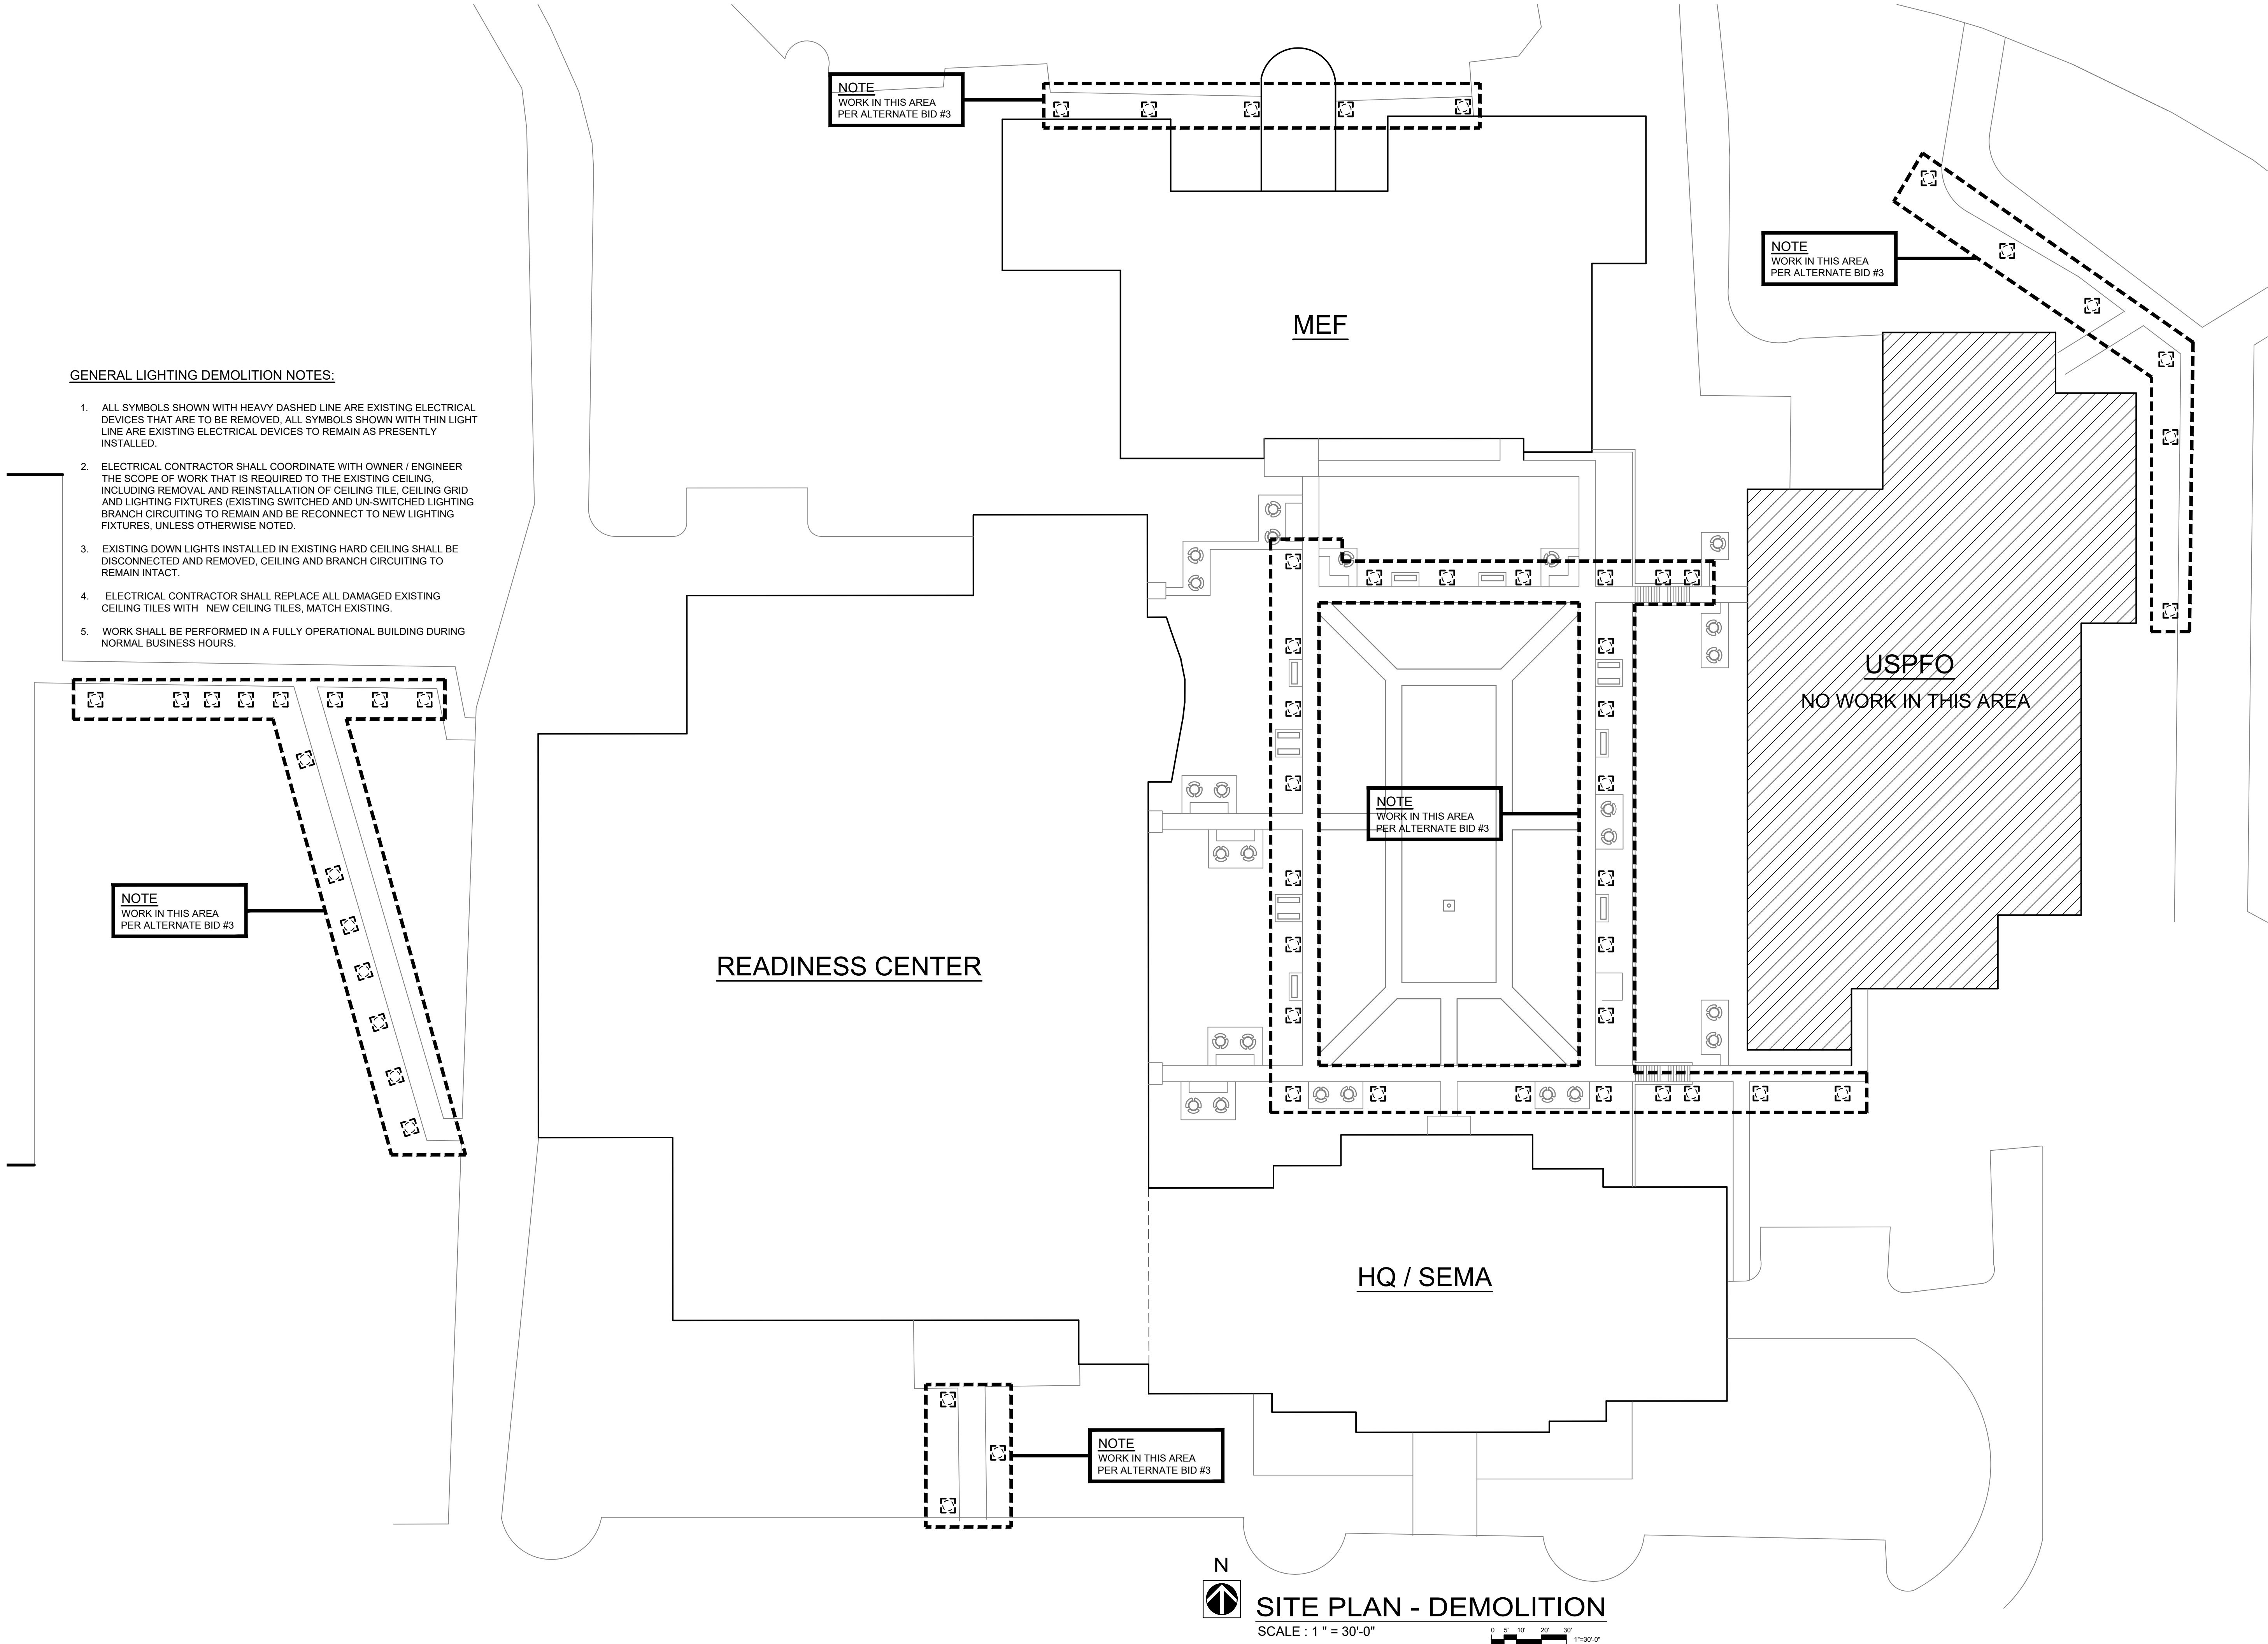 NOTE
WORK IN THIS AREA
PER ALTERNATE BID #3
NOTE
WORK IN THIS AREA
PER ALTERNATE BID #3
MEF
GENERAL LIGHTING DEMOLITION NOTES:
1. ALL SYMBOLS SHOWN WITH HEAVY DASHED LINE ARE EXISTING ELECTRICAL
DEVICES THAT ARE TO BE REMOVED, ALL SYMBOLS SHOWN WITH THIN LIGHT
LINE ARE EXISTING ELECTRICAL DEVICES TO REMAIN AS PRESENTLY
INSTALLED.
2. ELECTRICAL CONTRACTOR SHALL COORDINATE WITH OWNER / ENGINEER
THE SCOPE OF WORK THAT IS REQUIRED TO THE EXISTING CEILING,
INCLUDING REMOVAL AND REINSTALLATION OF CEILING TILE, CEILING GRID
AND LIGHTING FIXTURES (EXISTING SWITCHED AND UN-SWITCHED LIGHTING
BRANCH CIRCUITING TO REMAIN AND BE RECONNECT TO NEW LIGHTING
FIXTURES, UNLESS OTHERWISE NOTED.
3. EXISTING DOWN LIGHTS INSTALLED IN EXISTING HARD CEILING SHALL BE
DISCONNECTED AND REMOVED, CEILING AND BRANCH CIRCUITING TO
REMAIN INTACT.
4. ELECTRICAL CONTRACTOR SHALL REPLACE ALL DAMAGED EXISTING
CEILING TILES WITH NEW CEILING TILES, MATCH EXISTING.
5. WORK SHALL BE PERFORMED IN A FULLY OPERATIONAL BUILDING DURING
NORMAL BUSINESS HOURS.
USPFO
NO WORK IN THIS AREA
NOTE
WORK IN THIS AREA
PER ALTERNATE BID #3
NOTE
WORK IN THIS AREA
PER ALTERNATE BID #3
READINESS CENTER
HQ / SEMA
NOTE
WORK IN THIS AREA
PER ALTERNATE BID #3
N
SITE PLAN - DEMOLITION
SCALE : 1 " = 30'-0"
0 5' 10' 20' 30'
1"=30'-0"